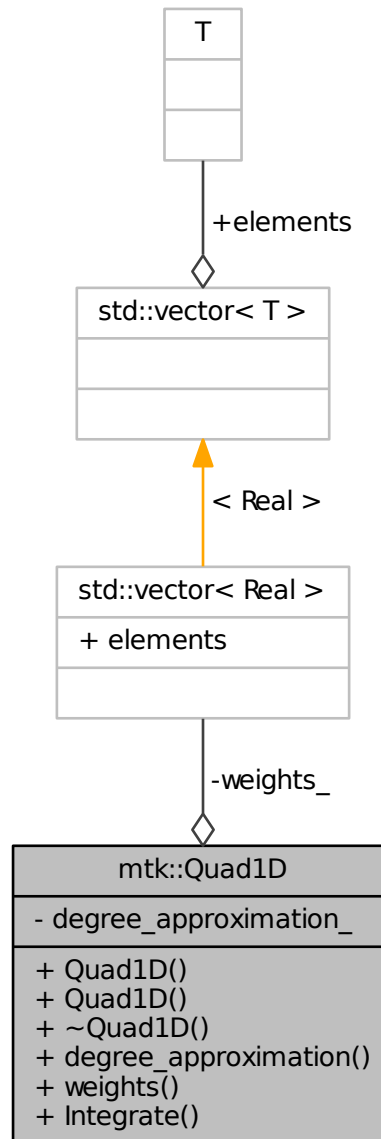 T
+elements
std::vector< T >
< Real >
std::vector< Real >
+ elements
-weights_
mtk::Quad1D
- degree_approximation_
+ Quad1D()
+ Quad1D()
+ ~Quad1D()
+ degree_approximation()
+ weights()
+ Integrate()